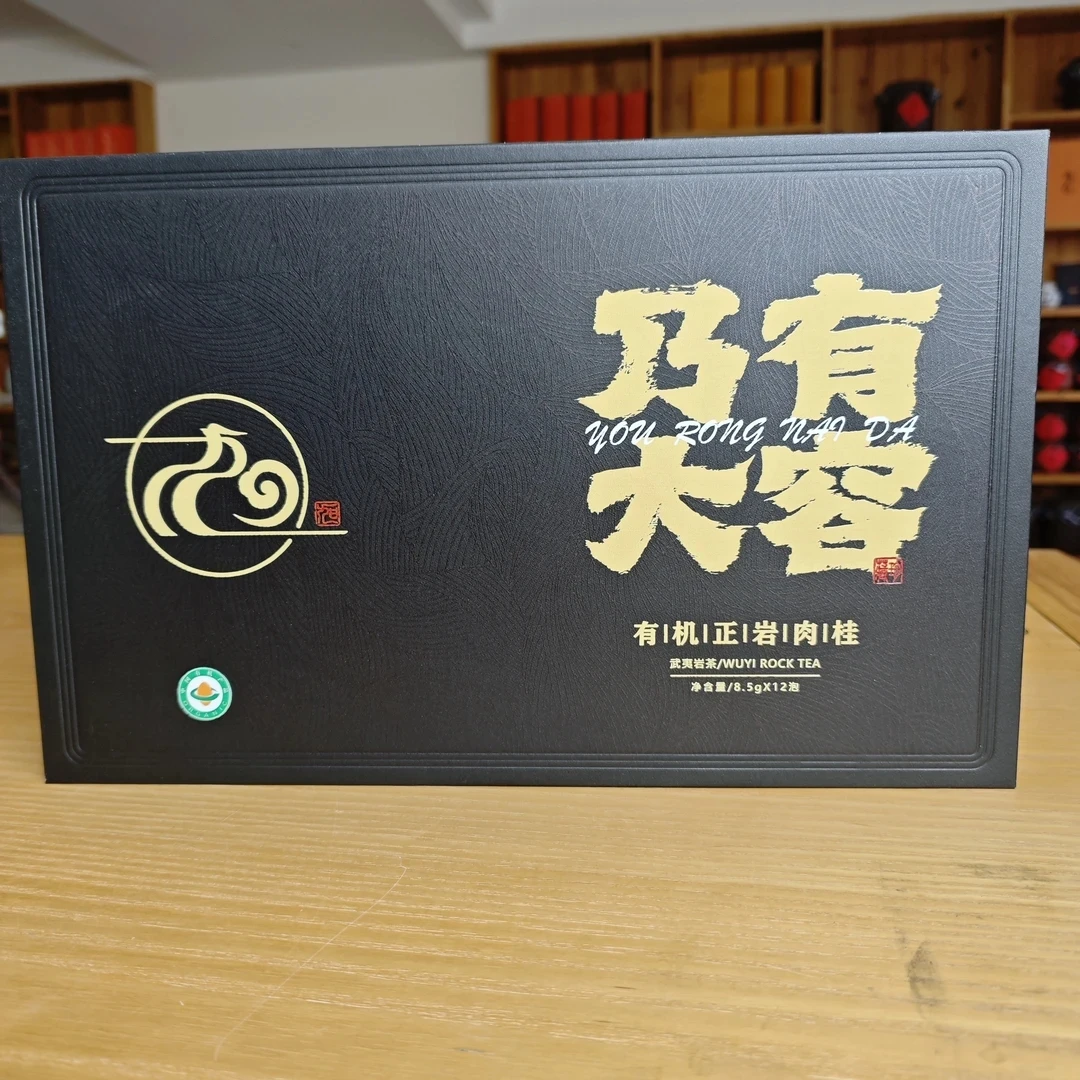 有容
乃大
YOU RONG NAI DA
有机正岩肉桂
武夷岩茶/WUYI ROCK TEA
净含量/8.5gX12泡
ORGANIC